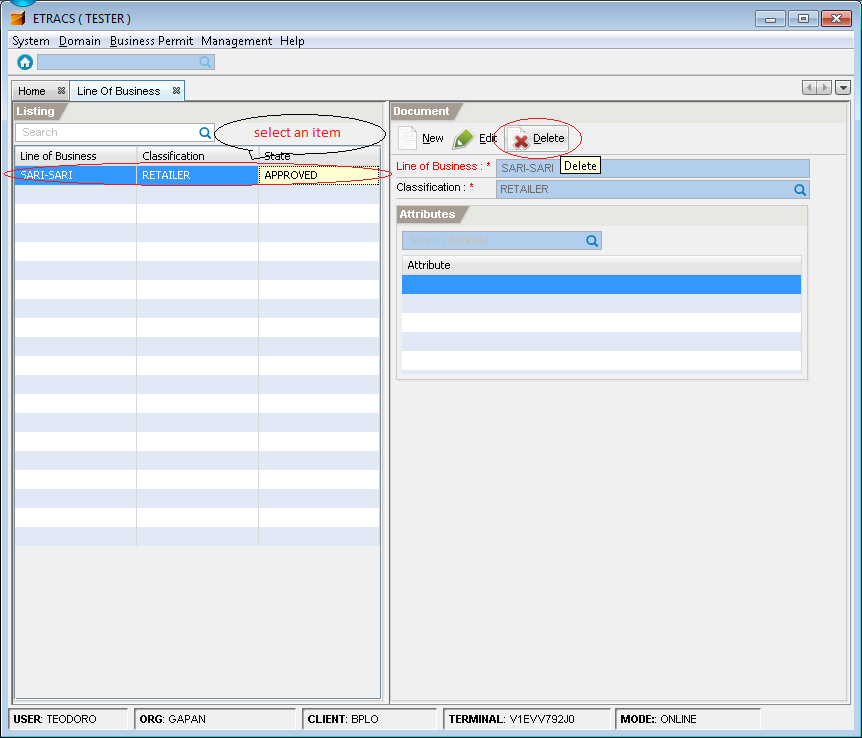 ETRACS ( TESTER )
System Domain Business Permit Management Help
Home Line Of Business
Listing
Search
select an item
Line of Business Classification State
SARI-SARI RETAILER APPROVED
Document
New Edit Delete
Line of Business : * SARI-SARI
Delete
Classification : * RETAILER
Attributes
Search Attribute
Attribute
USER: TEODORO ORG: GAPAN CLIENT: BPLO TERMINAL: V1EVV792J0 MODE:: ONLINE